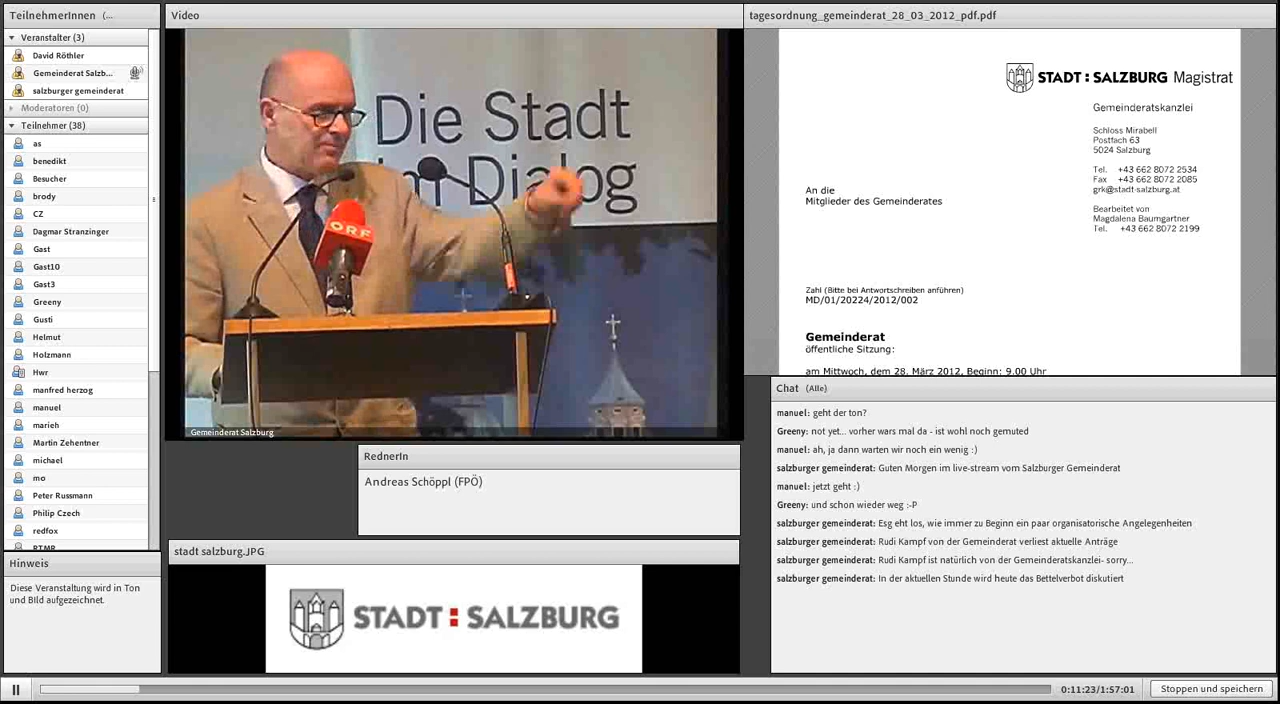 TeilnehmerInnen (...
Veranstalter (3)
David Röthler
Gemeinderat Salzb...
salzburger gemeinderat
Moderatoren (0)
Teilnehmer (38)
as
benedikt
Besucher
brody
CZ
Dagmar Stranzinger
Gast
Gast10
Gast3
Greeny
Gusti
Helmut
Holzmann
Hwr
manfred herzog
manuel
marieh
Martin Zehentner
michael
mo
Peter Russmann
Philip Czech
redfox
RTMP
Hinweis
Diese Veranstaltung wird in Ton
und BIld aufgezeichnet.
Video
Die Stadt
im Dialog
ORF
Gemeinderat Salzburg
RednerIn
Andreas Schöppl (FPÖ)
stadt salzburg.JPG
STADT : SALZBURG
tagesordnung_gemeinderat_28_03_2012_pdf.pdf
STADT : SALZBURG Magistrat
Gemeinderatskanzlei
Schloss Mirabell
Postfach 63
5024 Salzburg
Tel. +43 662 8072 2534
Fax +43 662 8072 2085
grk@stadt-salzburg.at
An die
Mitglieder des Gemeinderates
Bearbeitet von
Magdalena Baumgartner
Tel. +43 662 8072 2199
Zahl (Bitte bei Antwortschreiben anführen)
MD/01/20224/2012/002
Gemeinderat
öffentliche Sitzung:
am Mittwoch, dem 28. März 2012, Beginn: 9.00 Uhr
Chat (Alle)
manuel: geht der ton?
Greeny: not yet... vorher wars mal da - ist wohl noch gemuted
manuel: ah, ja dann warten wir noch ein wenig :)
salzburger gemeinderat: Guten Morgen im live-stream vom Salzburger Gemeinderat
manuel: jetzt geht :)
Greeny: und schon wieder weg :-P
salzburger gemeinderat: Esg eht los, wie immer zu Beginn ein paar organisatorische Angelegenheiten
salzburger gemeinderat: Rudi Kampf von der Gemeinderat verliest aktuelle Anträge
salzburger gemeinderat: Rudi Kampf ist natürlich von der Gemeinderatskanzlei- sorry...
salzburger gemeinderat: In der aktuellen Stunde wird heute das Bettelverbot diskutiert
0:11:23/1:57:01
Stoppen und speichern